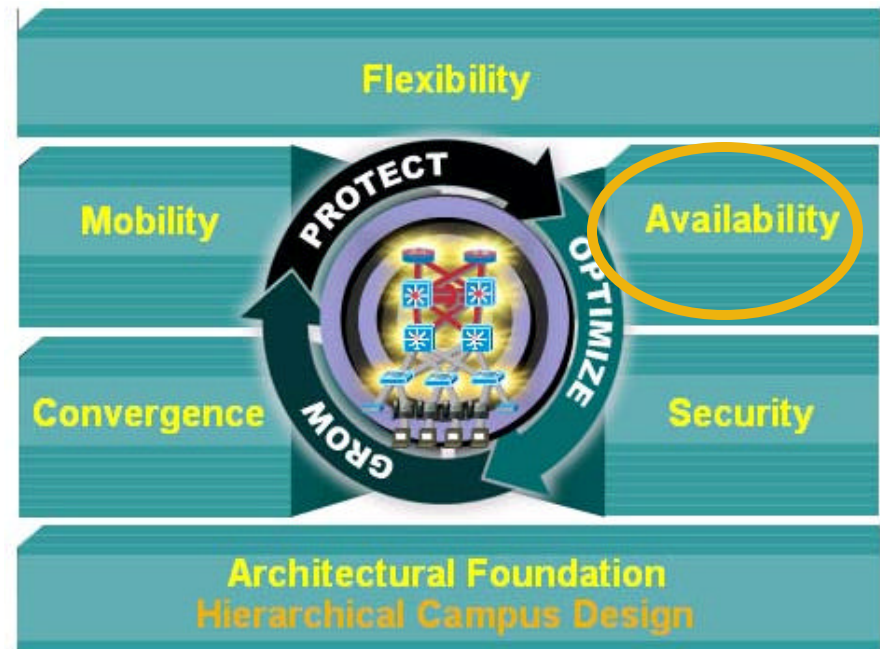 Flexibility
Mobility
PROTECT
Availability
OPTIMIZE
Convergence
GROW
Security
Architectural Foundation
Hierarchical Campus Design